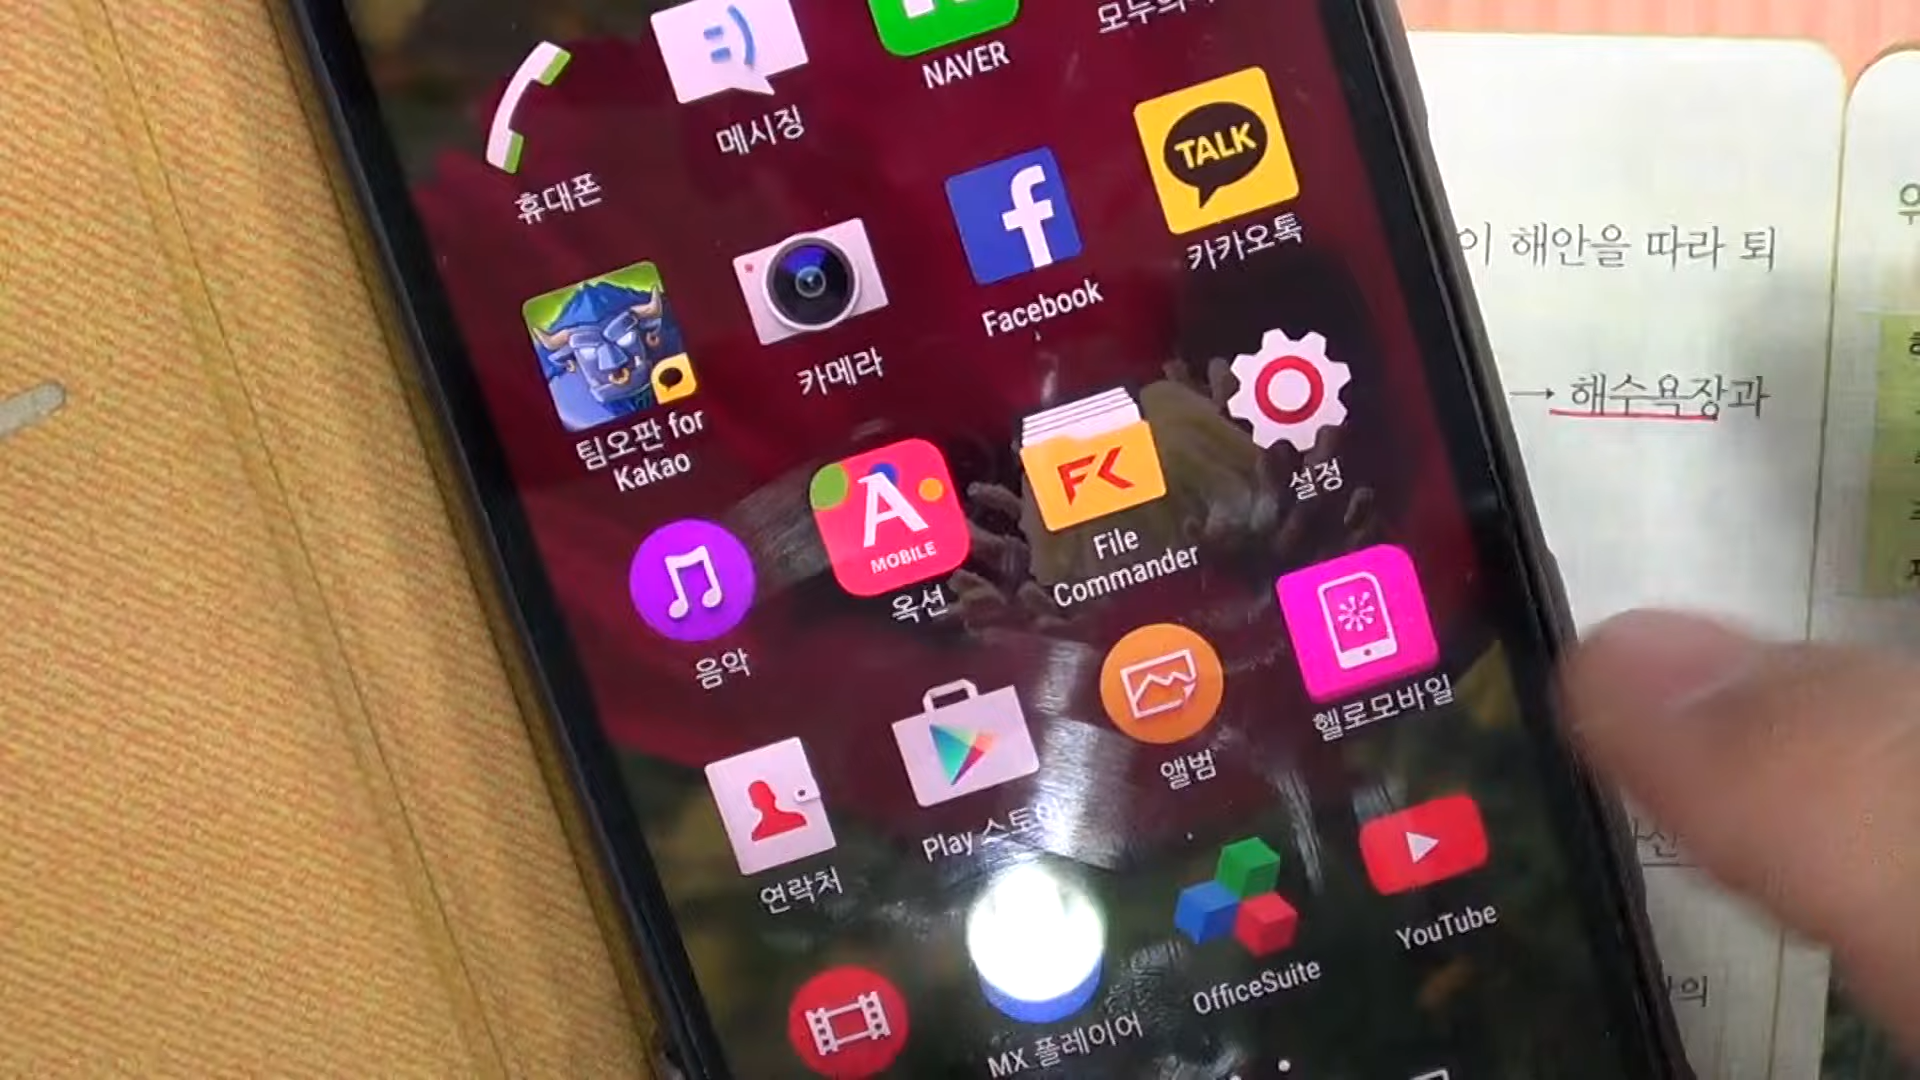 NAVER
메시징
휴대폰
TALK
카카오톡
Facebook
카메라
팀오판 for
Kakao
설정
A
MOBILE
옥션
File
Commander
음악
헬로모바일
앨범
Play 스토어
연락처
YouTube
OfficeSuite
MX 플레이어
이 해안을 따라 퇴
→ 해수욕장과